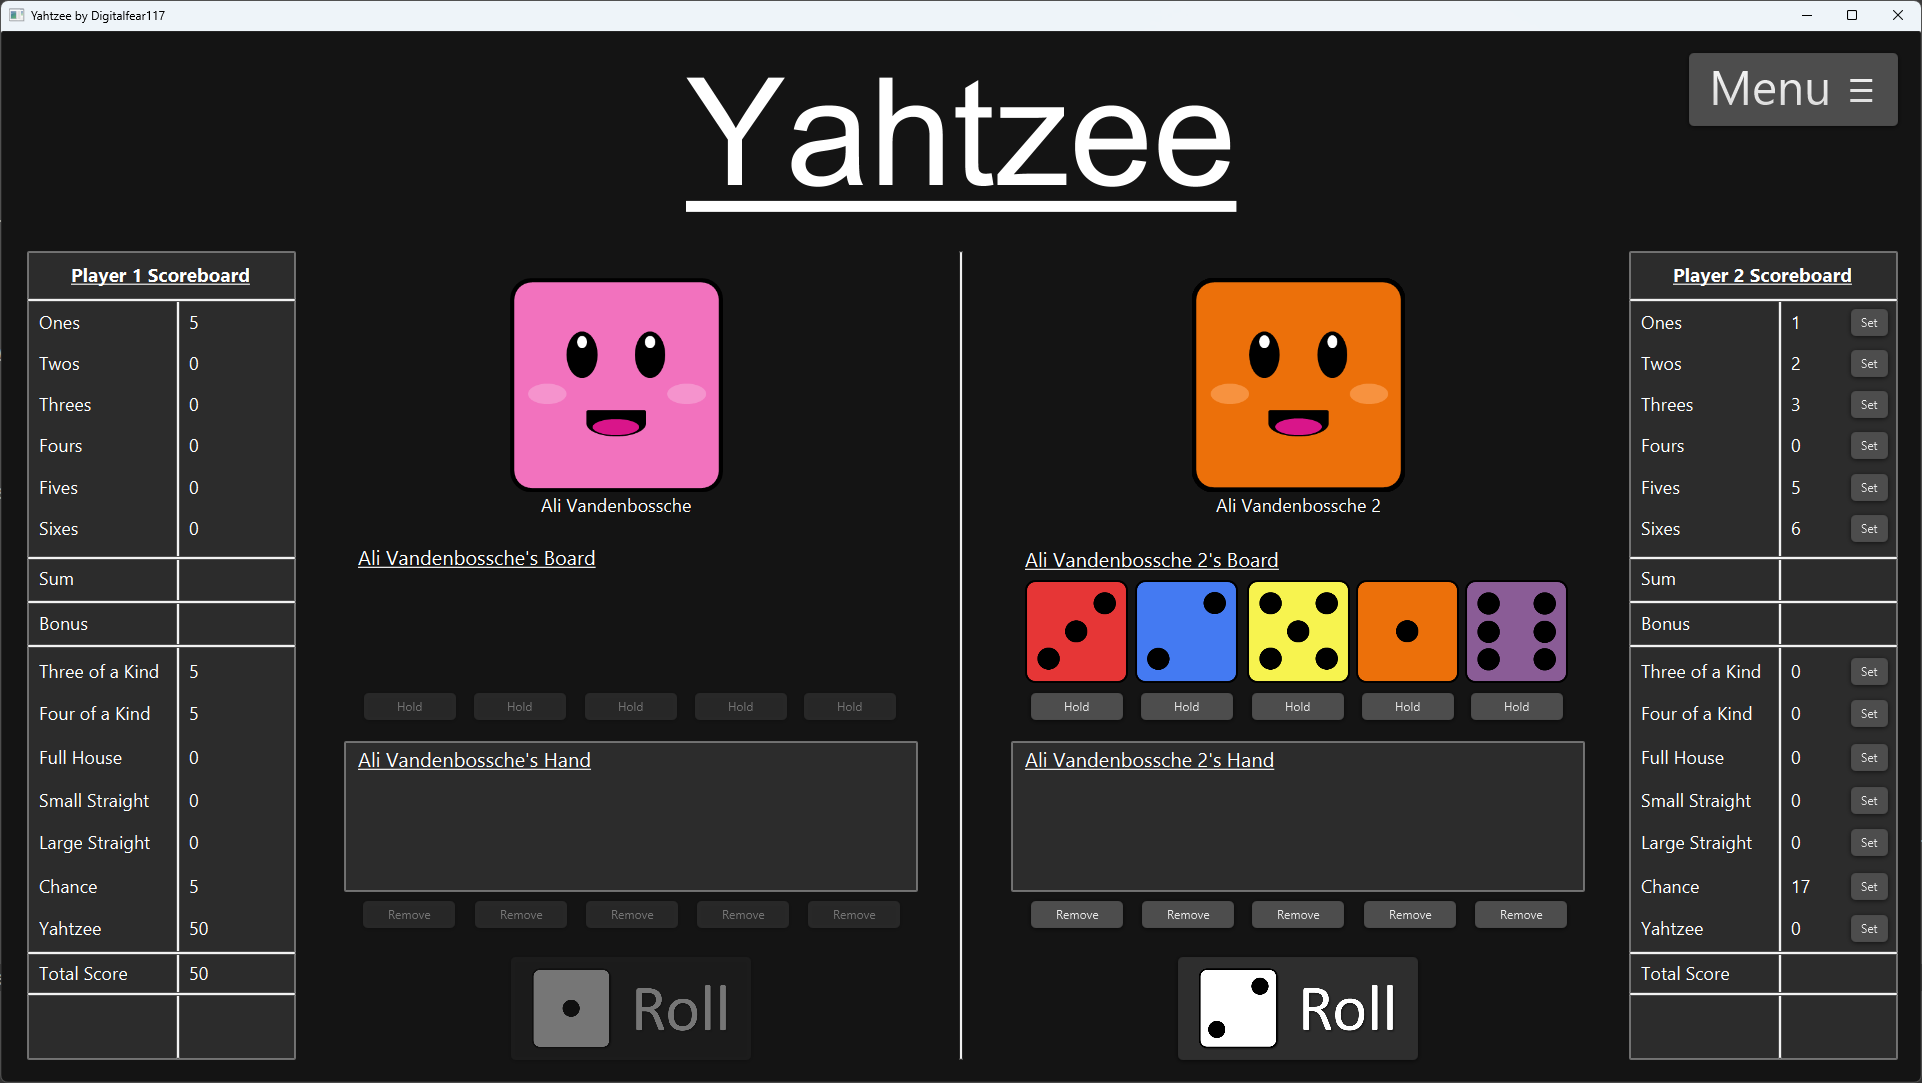 Yahtzee by Digitalfear117
Yahtzee
Menu ☰
Player 1 Scoreboard
Ones 5
Twos 0
Threes 0
Fours 0
Fives 0
Sixes 0
Sum
Bonus
Three of a Kind 5
Four of a Kind 5
Full House 0
Small Straight 0
Large Straight 0
Chance 5
Yahtzee 50
Total Score 50
Ali Vandenbossche
Ali Vandenbossche's Board
Hold Hold Hold Hold Hold
Ali Vandenbossche's Hand
Remove Remove Remove Remove Remove
Roll
Ali Vandenbossche 2
Ali Vandenbossche 2's Board
Hold Hold Hold Hold Hold
Ali Vandenbossche 2's Hand
Remove Remove Remove Remove Remove
Roll
Player 2 Scoreboard
Ones 1 Set
Twos 2 Set
Threes 3 Set
Fours 0 Set
Fives 5 Set
Sixes 6 Set
Sum
Bonus
Three of a Kind 0 Set
Four of a Kind 0 Set
Full House 0 Set
Small Straight 0 Set
Large Straight 0 Set
Chance 17 Set
Yahtzee 0 Set
Total Score